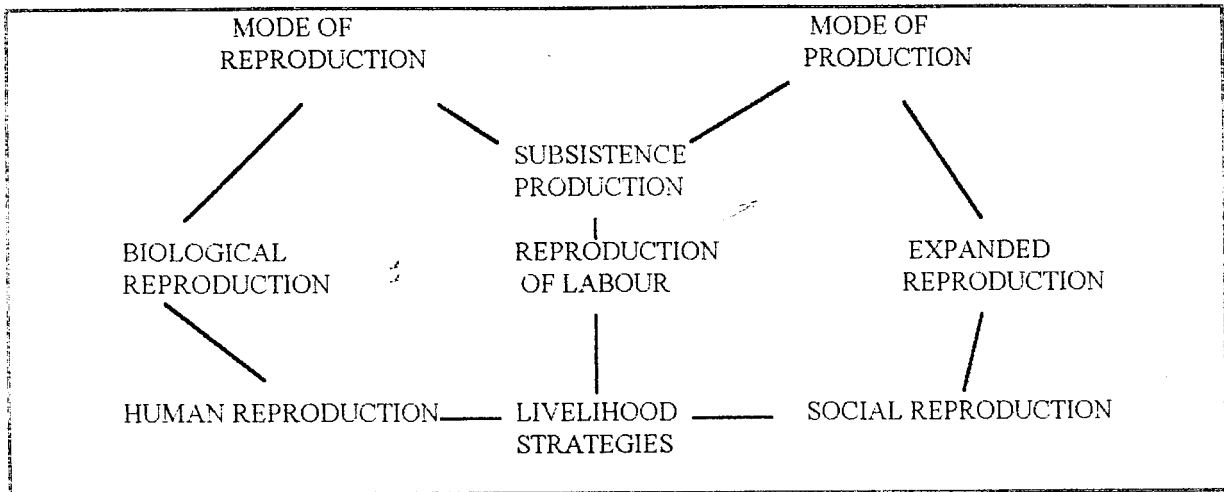 MODE OF
REPRODUCTION
MODE OF
PRODUCTION
SUBSISTENCE
PRODUCTION
BIOLOGICAL
REPRODUCTION
REPRODUCTION
OF LABOUR
EXPANDED
REPRODUCTION
HUMAN REPRODUCTION
LIVELIHOOD
STRATEGIES
SOCIAL REPRODUCTION